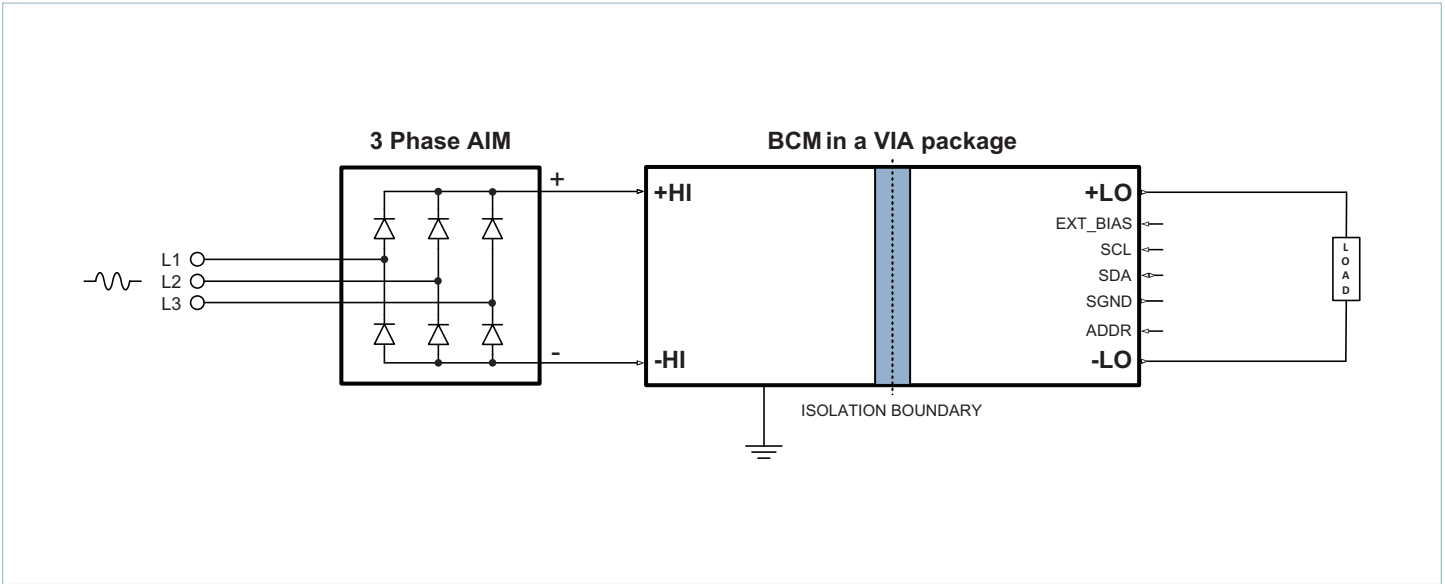 3 Phase AIM
BCM in a VIA package
+
+HI
+LO
EXT_BIAS
SCL
L1
L2
L3
SDA
SGND
ADDR
-
-HI
-LO
LOAD
ISOLATION BOUNDARY